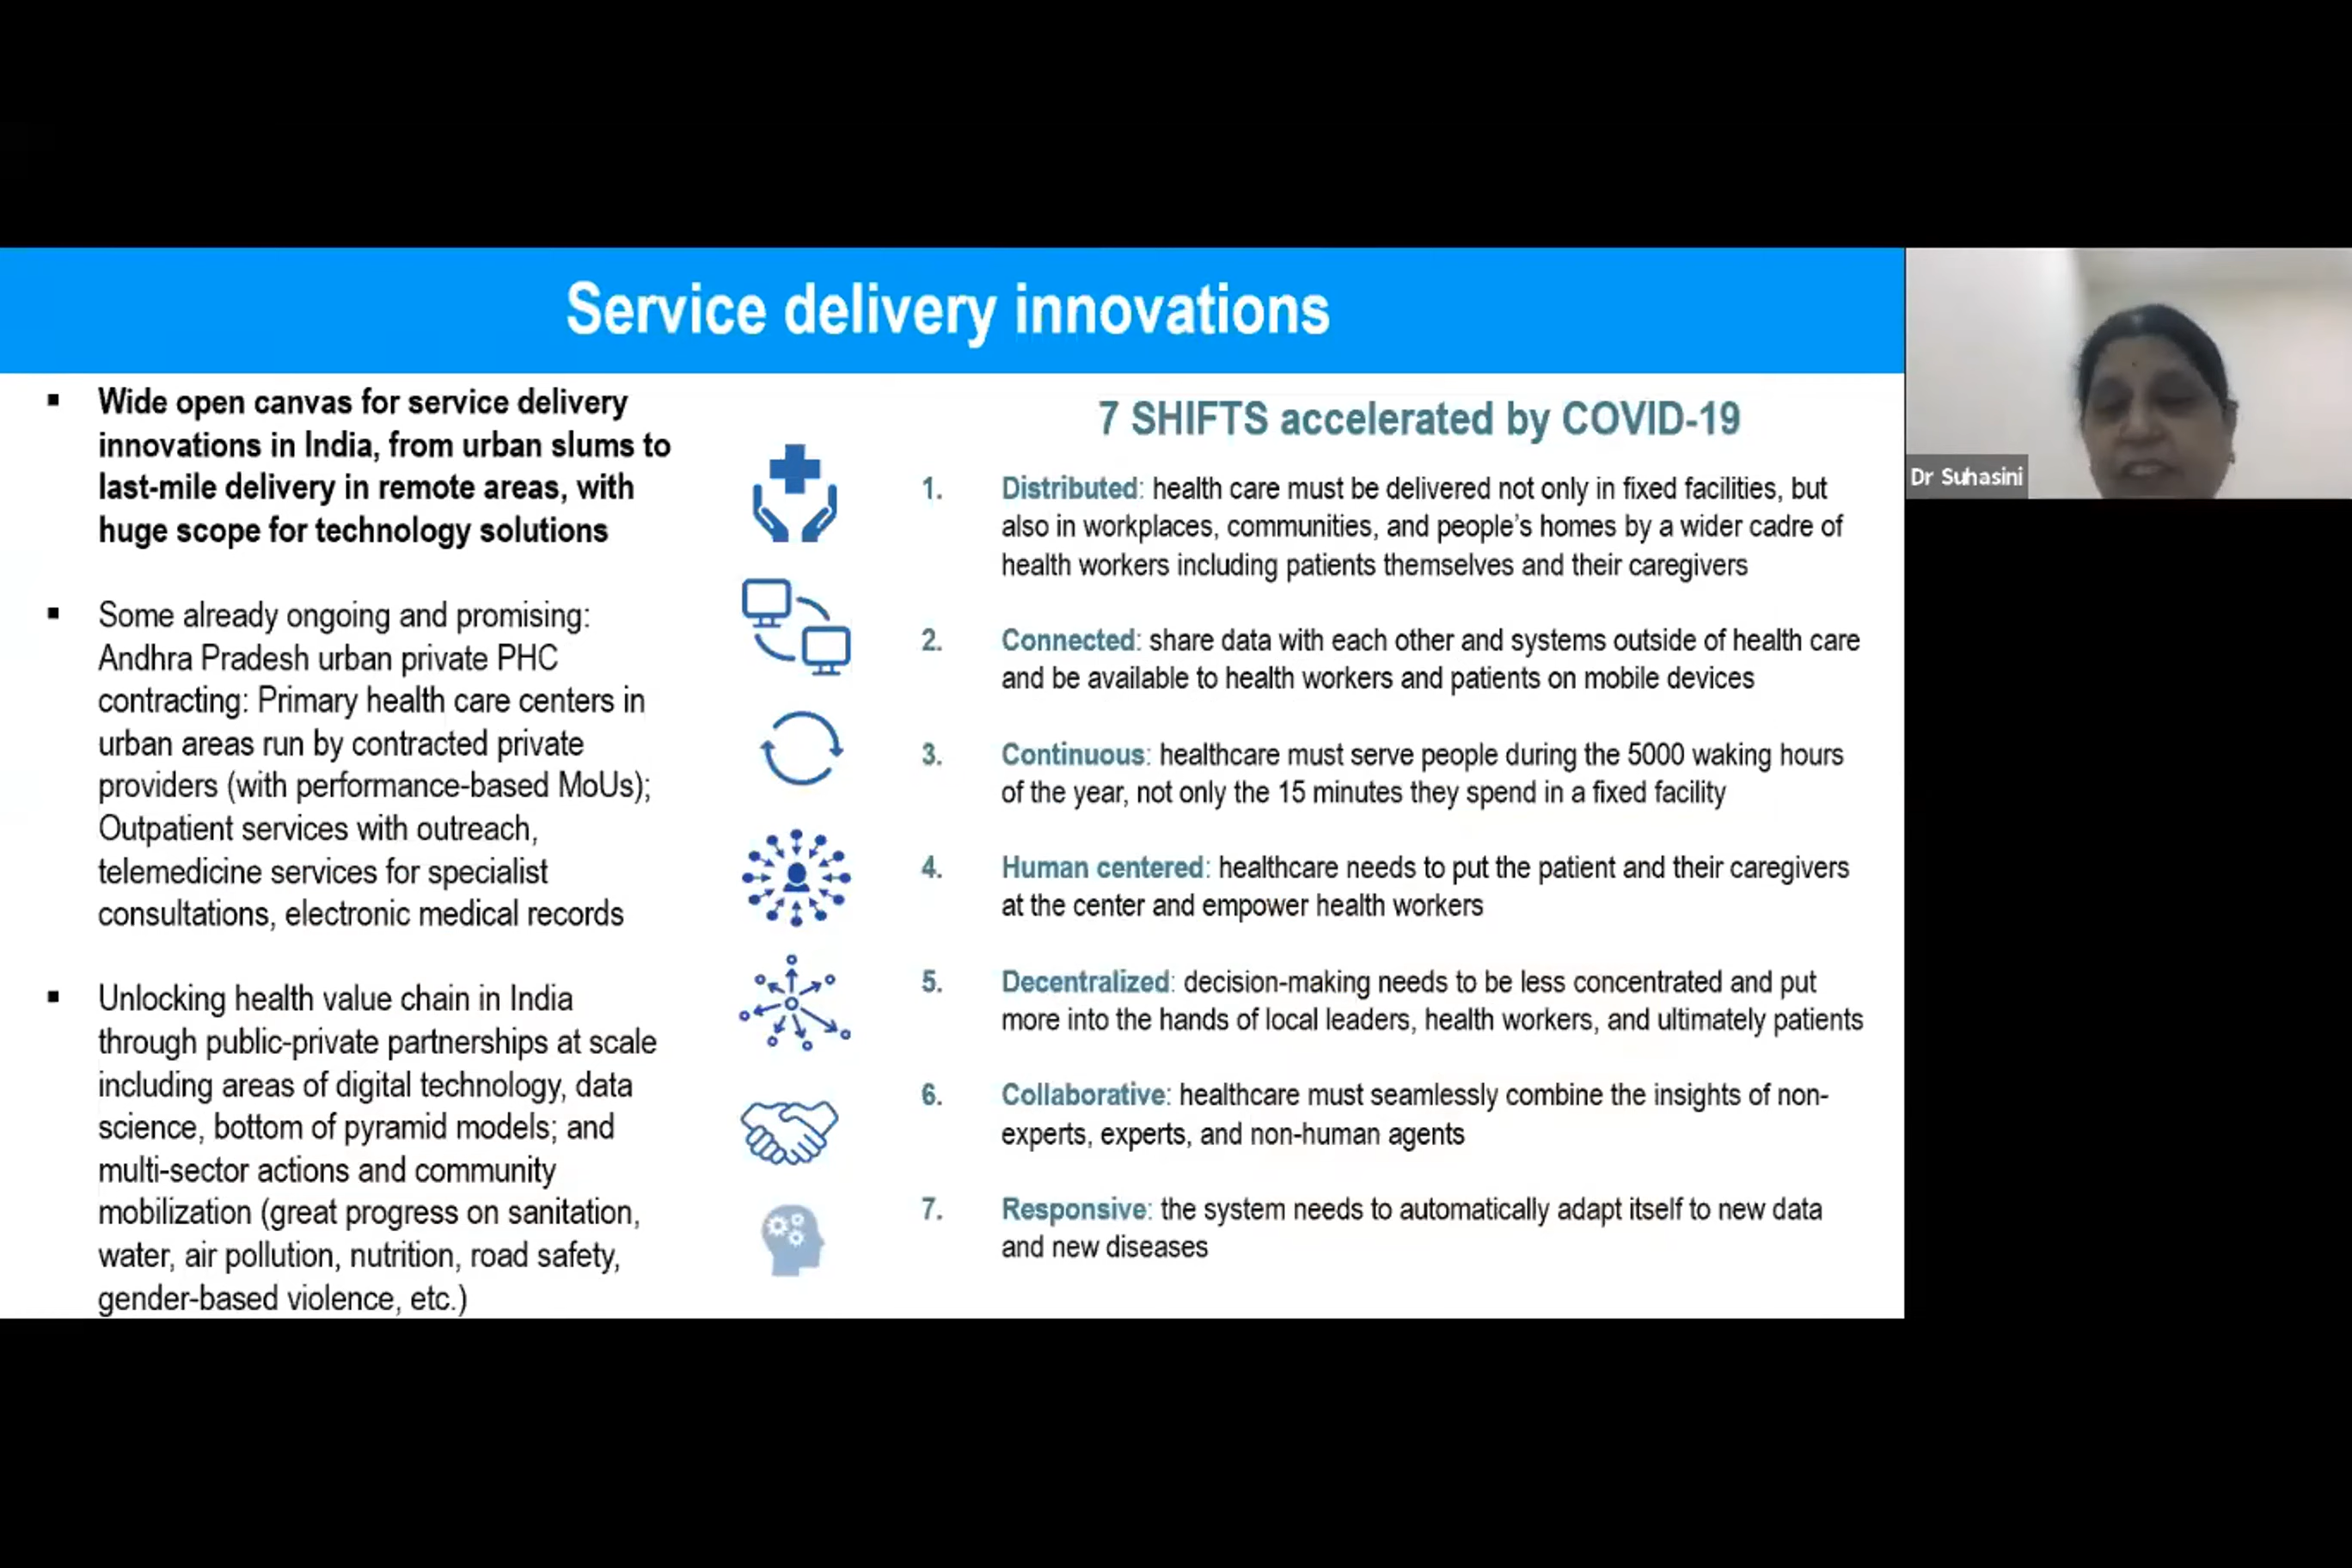 Service delivery innovations
▪ Wide open canvas for service delivery
innovations in India, from urban slums to
last-mile delivery in remote areas, with
huge scope for technology solutions
▪ Some already ongoing and promising:
Andhra Pradesh urban private PHC
contracting: Primary health care centers in
urban areas run by contracted private
providers (with performance-based MoUs);
Outpatient services with outreach,
telemedicine services for specialist
consultations, electronic medical records
▪ Unlocking health value chain in India
through public-private partnerships at scale
including areas of digital technology, data
science, bottom of pyramid models; and
multi-sector actions and community
mobilization (great progress on sanitation,
water, air pollution, nutrition, road safety,
gender-based violence, etc.)
7 SHIFTS accelerated by COVID-19
1. Distributed: health care must be delivered not only in fixed facilities, but
also in workplaces, communities, and people's homes by a wider cadre of
health workers including patients themselves and their caregivers
2. Connected: share data with each other and systems outside of health care
and be available to health workers and patients on mobile devices
3. Continuous: healthcare must serve people during the 5000 waking hours
of the year, not only the 15 minutes they spend in a fixed facility
4. Human centered: healthcare needs to put the patient and their caregivers
at the center and empower health workers
5. Decentralized: decision-making needs to be less concentrated and put
more into the hands of local leaders, health workers, and ultimately patients
6. Collaborative: healthcare must seamlessly combine the insights of non-
experts, experts, and non-human agents
7. Responsive: the system needs to automatically adapt itself to new data
and new diseases
Dr Suhasini